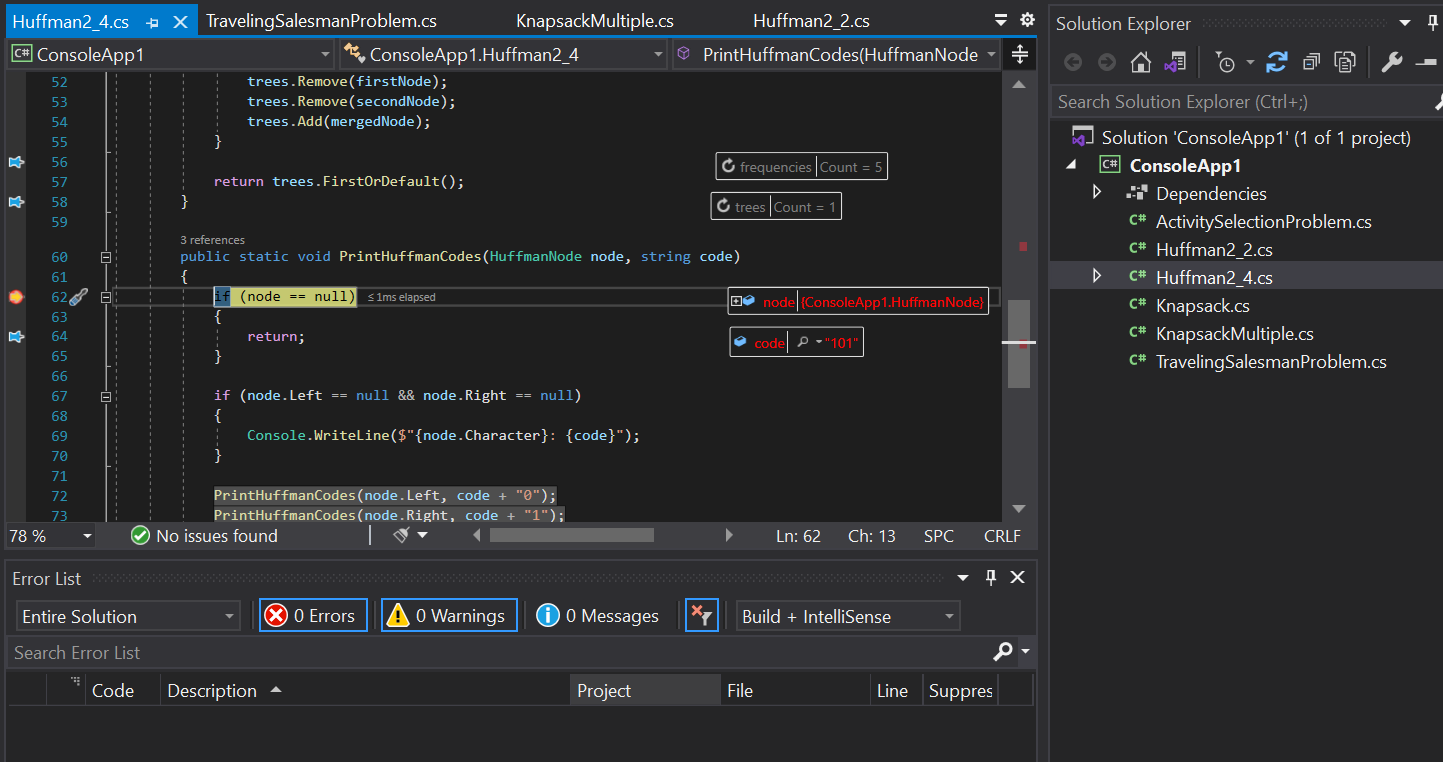 Huffman2_4.cs TravelingSalesmanProblem.cs KnapsackMultiple.cs Huffman2_2.cs
C# ConsoleApp1 ConsoleApp1.Huffman2_4 PrintHuffmanCodes(HuffmanNode
52 trees.Remove(firstNode);
53 trees.Remove(secondNode);
54 trees.Add(mergedNode);
55 }
56 frequencies Count = 5
57 return trees.FirstOrDefault();
58 } trees Count = 1
59
3 references
60 public static void PrintHuffmanCodes(HuffmanNode node, string code)
61 {
62 if (node == null) ≤ 1ms elapsed node {ConsoleApp1.HuffmanNode}
63 {
64 return; code "101"
65 }
66
67 if (node.Left == null && node.Right == null)
68 {
69 Console.WriteLine($"{node.Character}: {code}");
70 }
71
72 PrintHuffmanCodes(node.Left, code + "0");
73 PrintHuffmanCodes(node.Right, code + "1");
78 % No issues found Ln: 62 Ch: 13 SPC CRLF
Error List
Entire Solution 0 Errors 0 Warnings 0 Messages Build + IntelliSense
Search Error List
Code Description Project File Line Suppres
Solution Explorer
Search Solution Explorer (Ctrl+;)
Solution 'ConsoleApp1' (1 of 1 project)
C# ConsoleApp1
Dependencies
C# ActivitySelectionProblem.cs
C# Huffman2_2.cs
C# Huffman2_4.cs
C# Knapsack.cs
C# KnapsackMultiple.cs
C# TravelingSalesmanProblem.cs